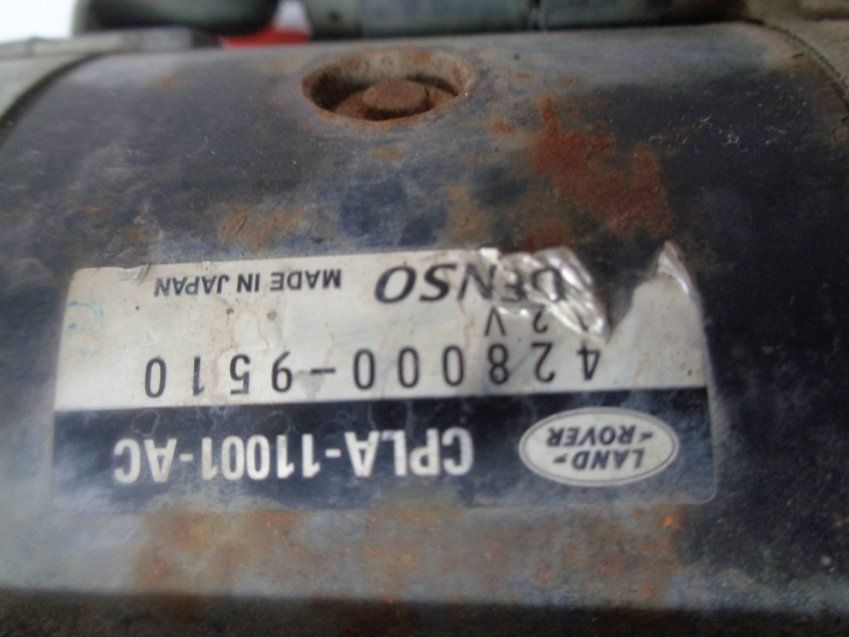 LAND-
-ROVER
CPLA-11001-AC
428000-9510
12V
DENSO MADE IN JAPAN